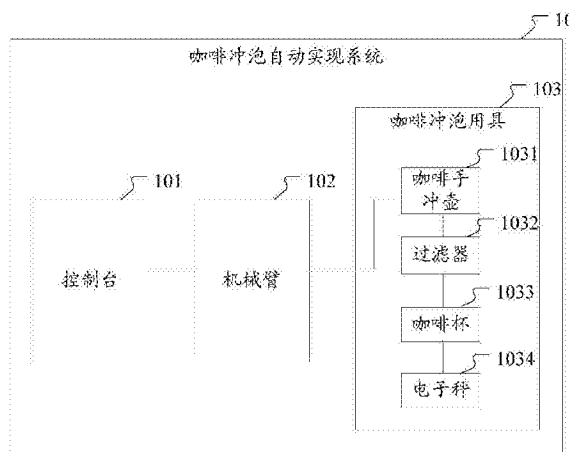 10
咖啡冲泡自动实现系统
103
咖啡冲泡用具
101
102
1031
咖啡手
冲壶
1032
过滤器
控制台
机械臂
1033
咖啡杯
1034
电子秤